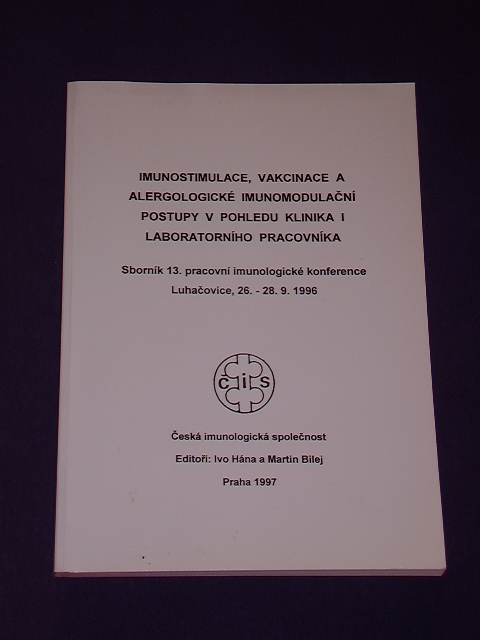 IMUNOSTIMULACE, VAKCINACE A
ALERGOLOGICKÉ IMUNOMODULAČNÍ
POSTUPY V POHLEDU KLINIKA I
LABORATORNÍHO PRACOVNÍKA
Sborník 13. pracovní imunologické konference
Luhačovice, 26. - 28. 9. 1996
ČiS
Česká imunologická společnost
Editoři: Ivo Hána a Martin Bilej
Praha 1997